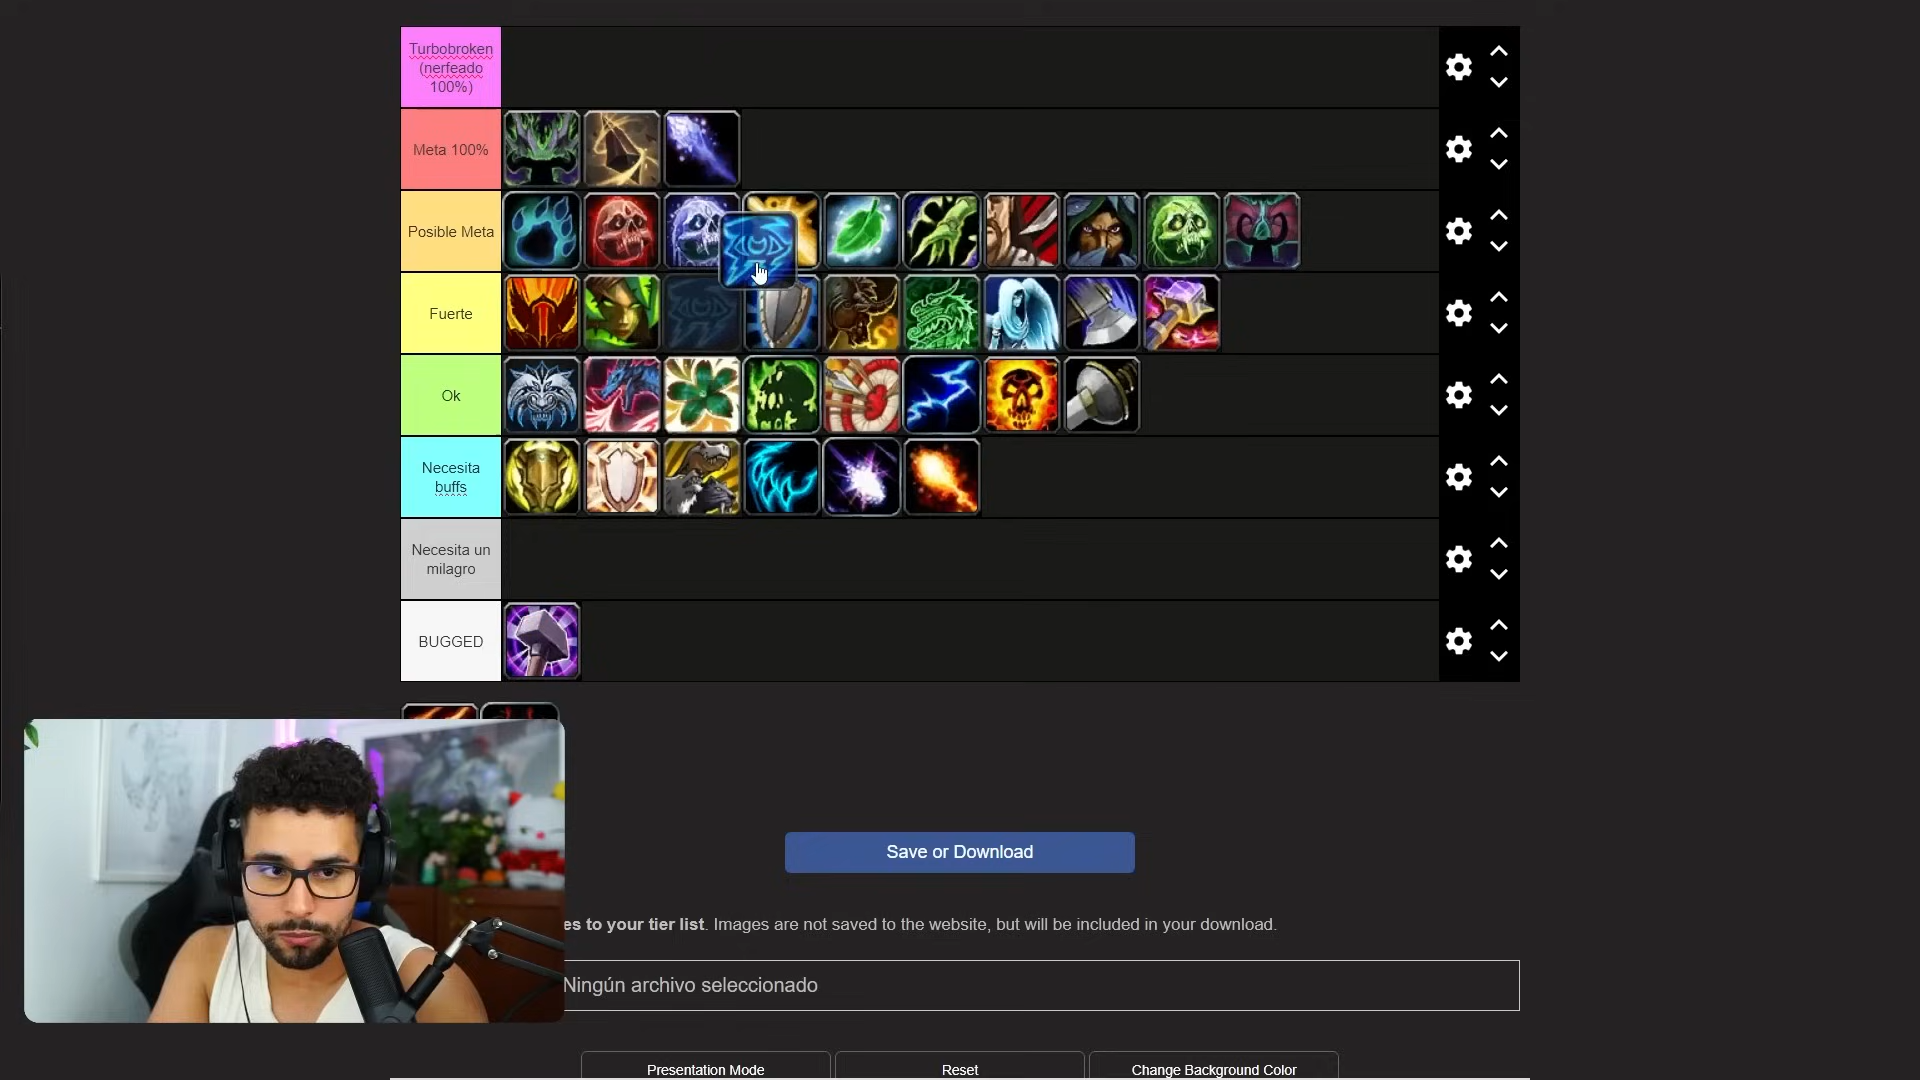 Turbobroken
(nerfeado
100%)
Meta 100%
Posible Meta
Fuerte
Ok
Necesita
buffs
Necesita un
milagro
BUGGED
Save or Download
es to your tier list. Images are not saved to the website, but will be included in your download.
Ningún archivo seleccionado
Presentation Mode
Reset
Change Background Color